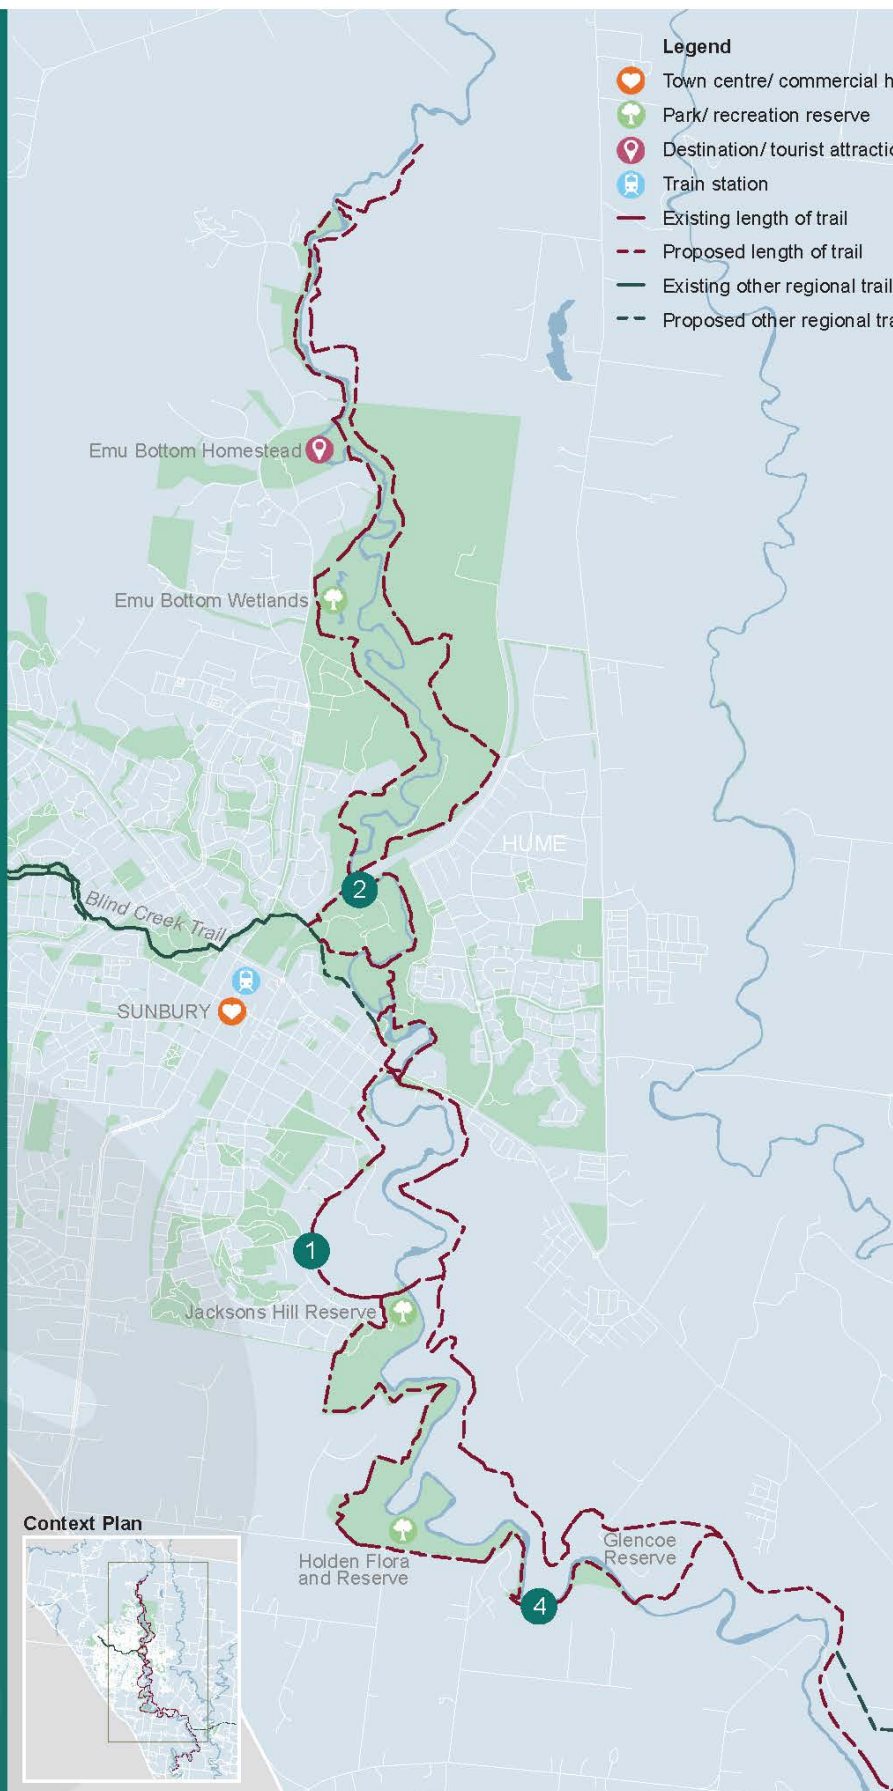 Legend
Town centre/ commercial h
Park/ recreation reserve
Destination/ tourist attractio
Train station
Existing length of trail
Proposed length of trail
Existing other regional trail
Proposed other regional tra
Emu Bottom Homestead
Emu Bottom Wetlands
HUME
2
Blind Creek Trail
SUNBURY
1
Jacksons Hill Reserve
Context Plan
Holden Flora
and Reserve
Glencoe
Reserve
4